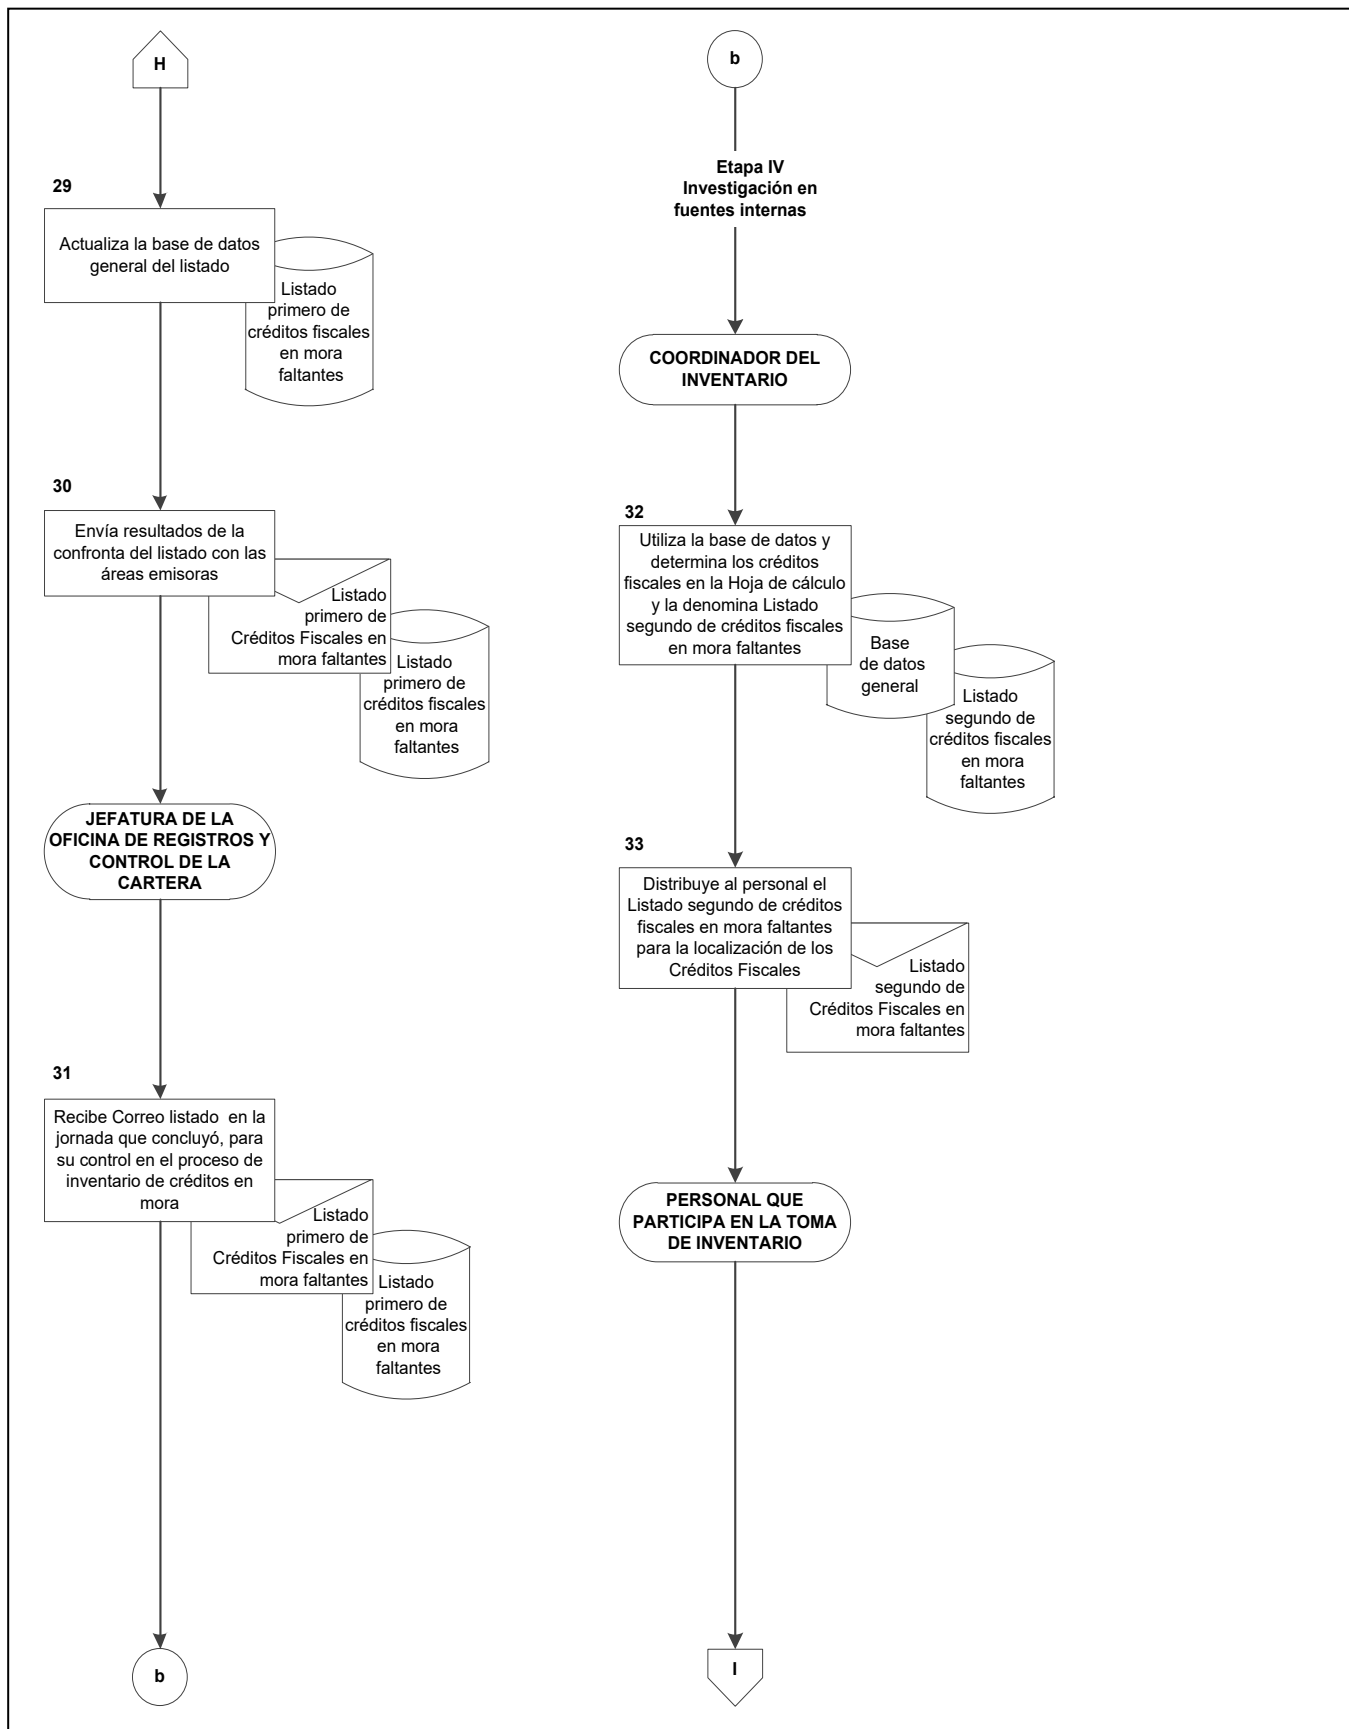 H
29
Actualiza la base de datos
general del listado
Listado
primero de
créditos fiscales
en mora
faltantes
30
Envía resultados de la
confronta del listado con las
áreas emisoras
Listado
primero de
Créditos Fiscales en
mora faltantes
Listado
primero de
créditos fiscales
en mora
faltantes
JEFATURA DE LA
OFICINA DE REGISTROS Y
CONTROL DE LA
CARTERA
31
Recibe Correo listado en la
jornada que concluyó, para
su control en el proceso de
inventario de créditos en
mora
Listado
primero de
Créditos Fiscales en
mora faltantes
Listado
primero de
créditos fiscales
en mora
faltantes
b
b
Etapa IV
Investigación en
fuentes internas
COORDINADOR DEL
INVENTARIO
32
Utiliza la base de datos y
determina los créditos
fiscales en la Hoja de cálculo
y la denomina Listado
segundo de créditos fiscales
en mora faltantes
Base
de datos
general
Listado
segundo de
créditos fiscales
en mora
faltantes
33
Distribuye al personal el
Listado segundo de créditos
fiscales en mora faltantes
para la localización de los
Créditos Fiscales
Listado
segundo de
Créditos Fiscales en
mora faltantes
PERSONAL QUE
PARTICIPA EN LA TOMA
DE INVENTARIO
I